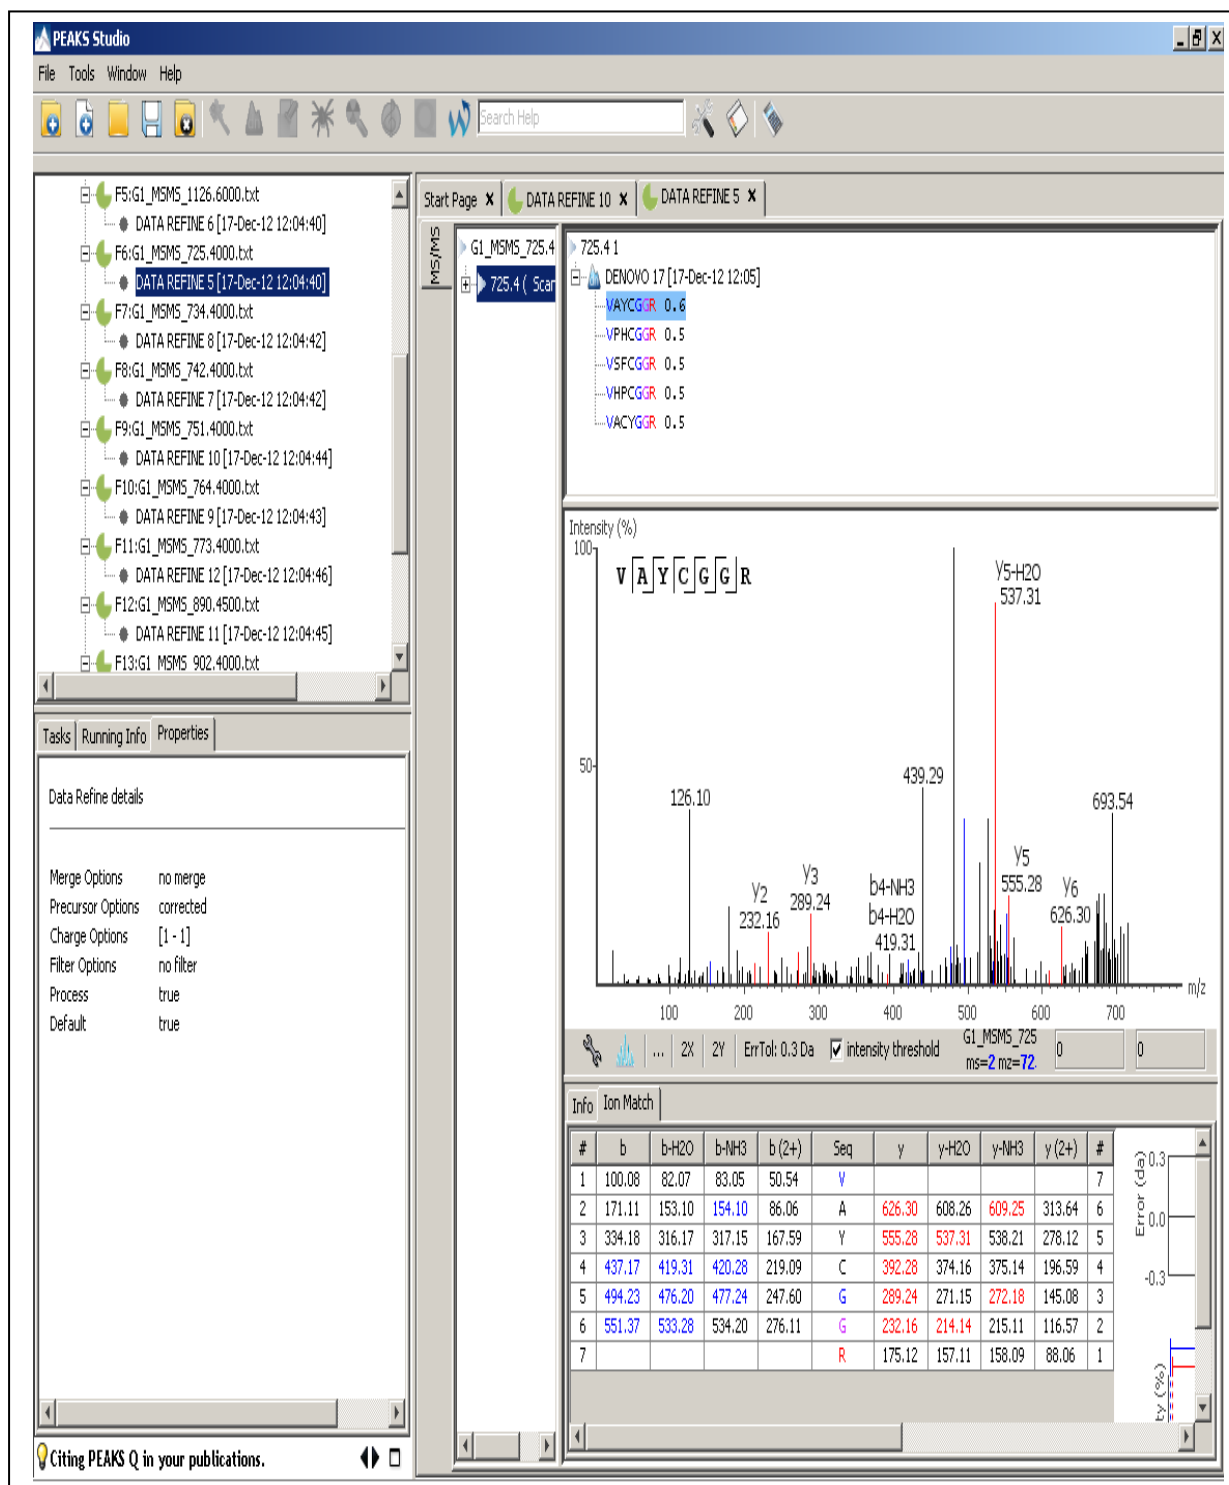 PEAKS Studio
File Tools Window Help
Search Help
F5:G1_MSMS_1126.6000.txt
DATA REFINE 6 [17-Dec-12 12:04:40]
F6:G1_MSMS_725.4000.txt
DATA REFINE 5 [17-Dec-12 12:04:40]
F7:G1_MSMS_734.4000.txt
DATA REFINE 8 [17-Dec-12 12:04:42]
F8:G1_MSMS_742.4000.txt
DATA REFINE 7 [17-Dec-12 12:04:42]
F9:G1_MSMS_751.4000.txt
DATA REFINE 10 [17-Dec-12 12:04:44]
F10:G1_MSMS_764.4000.txt
DATA REFINE 9 [17-Dec-12 12:04:43]
F11:G1_MSMS_773.4000.txt
DATA REFINE 12 [17-Dec-12 12:04:46]
F12:G1_MSMS_890.4500.txt
DATA REFINE 11 [17-Dec-12 12:04:45]
F13:G1_MSMS_902.4000.txt
Tasks Running Info Properties
Data Refine details
Merge Options no merge
Precursor Options corrected
Charge Options [1 - 1]
Filter Options no filter
Process true
Default true
Citing PEAKS Q in your publications.
Start Page DATA REFINE 10 DATA REFINE 5
MS/MS
G1_MSMS_725.4
725.4 ( Scan
725.4 1
DENOVO 17 [17-Dec-12 12:05]
VAYCGGR 0.6
VPHCGGR 0.5
VSFCGGR 0.5
VHPCGGR 0.5
VACYGGR 0.5
Intensity (%)
100
50
V A Y C G G R
126.10
y2
232.16
y3
289.24
b4-NH3
b4-H2O
419.31
439.29
y5-H2O
537.31
y5
555.28
y6
626.30
693.54
100 200 300 400 500 600 700
m/z
... 2X 2Y ErrTol: 0.3 Da intensity threshold
G1_MSMS_725
ms=2 mz=72.
0 0
Info Ion Match
# b b-H2O b-NH3 b (2+) Seq y y-H2O y-NH3 y (2+) #
1 100.08 82.07 83.05 50.54 V 7
2 171.11 153.10 154.10 86.06 A 626.30 608.26 609.25 313.64 6
3 334.18 316.17 317.15 167.59 Y 555.28 537.31 538.21 278.12 5
4 437.17 419.31 420.28 219.09 C 392.28 374.16 375.14 196.59 4
5 494.23 476.20 477.24 247.60 G 289.24 271.15 272.18 145.08 3
6 551.37 533.28 534.20 276.11 G 232.16 214.14 215.11 116.57 2
7 R 175.12 157.11 158.09 88.06 1
Error (da)
0.3
0.0
-0.3
ty (%)